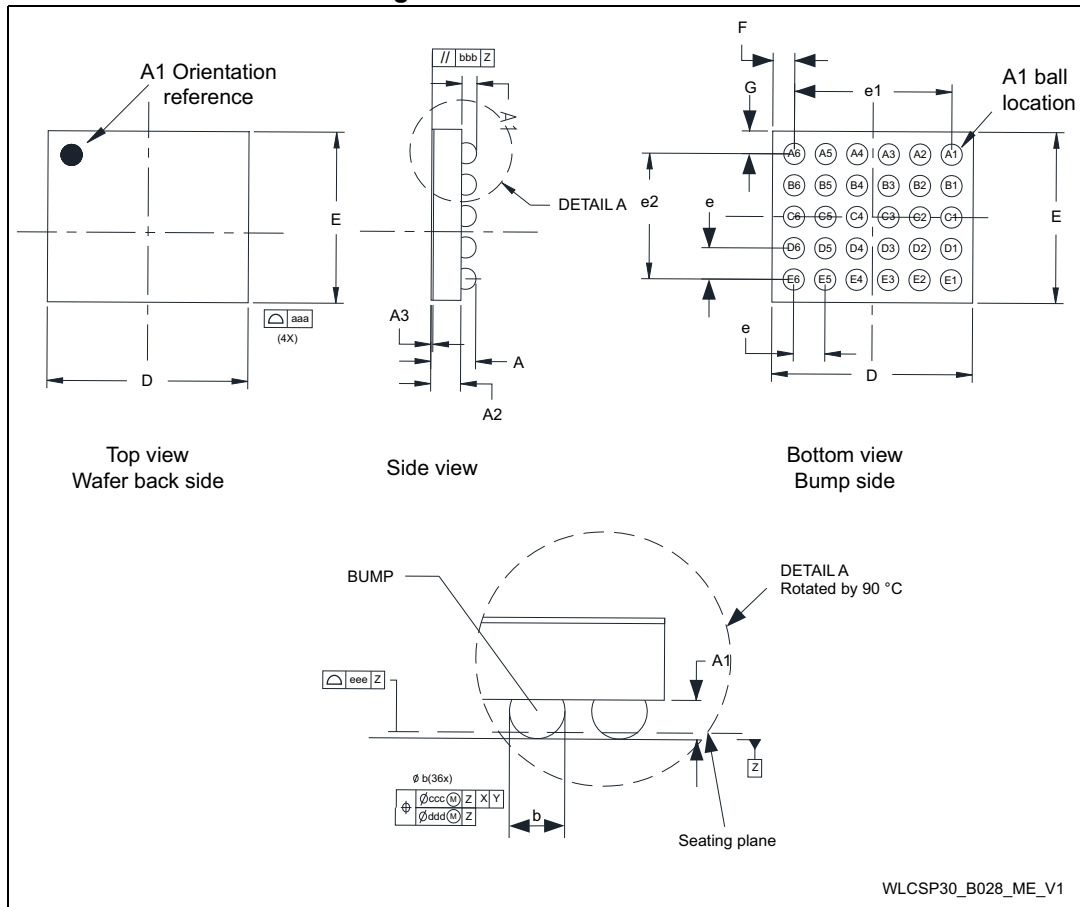 A1 Orientation
reference
E
aaa
(4X)
D
Top view
Wafer back side
// bbb Z
A1
DETAIL A
A3
A
A2
Side view
F
G
e1
A1 ball
location
A6 A5 A4 A3 A2 A1
B6 B5 B4 B3 B2 B1
C6 C5 C4 C3 C2 C1
D6 D5 D4 D3 D2 D1
E6 E5 E4 E3 E2 E1
e2
e
E
e
D
Bottom view
Bump side
BUMP
DETAIL A
Rotated by 90 °C
A1
eee Z
Z
ø b(36x)
⌖ Øccc Ⓜ Z X Y
Øddd Ⓜ Z
b
Seating plane
WLCSP30_B028_ME_V1